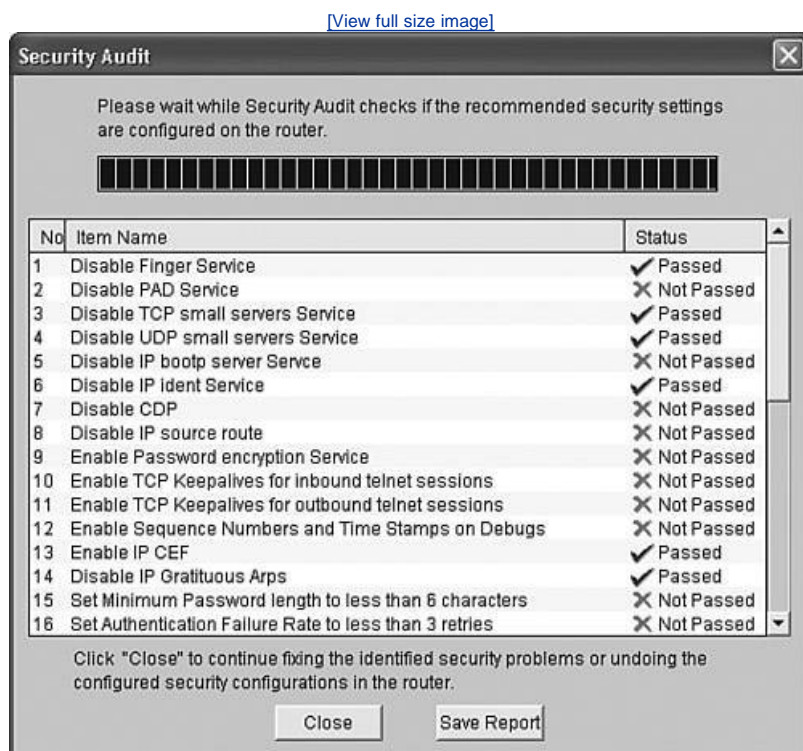 [View full size image]
Security Audit
Please wait while Security Audit checks if the recommended security settings
are configured on the router.
No Item Name Status
1 Disable Finger Service Passed
2 Disable PAD Service Not Passed
3 Disable TCP small servers Service Passed
4 Disable UDP small servers Service Passed
5 Disable IP bootp server Servce Not Passed
6 Disable IP ident Service Passed
7 Disable CDP Not Passed
8 Disable IP source route Not Passed
9 Enable Password encryption Service Not Passed
10 Enable TCP Keepalives for inbound telnet sessions Not Passed
11 Enable TCP Keepalives for outbound telnet sessions Not Passed
12 Enable Sequence Numbers and Time Stamps on Debugs Not Passed
13 Enable IP CEF Passed
14 Disable IP Gratituous Arps Passed
15 Set Minimum Password length to less than 6 characters Not Passed
16 Set Authentication Failure Rate to less than 3 retries Not Passed
Click "Close" to continue fixing the identified security problems or undoing the
configured security configurations in the router.
Close Save Report